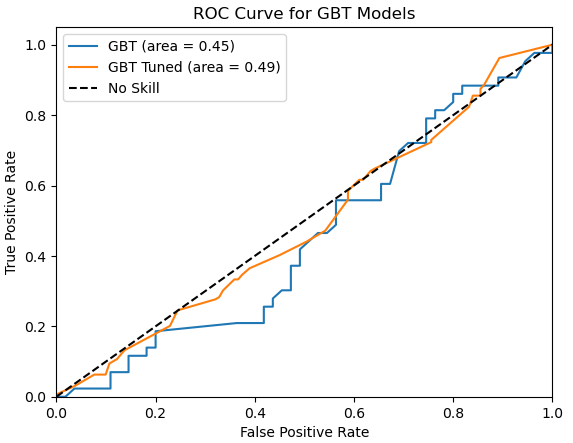 ROC Curve for GBT Models
GBT (area = 0.45)
GBT Tuned (area = 0.49)
No Skill
True Positive Rate
1.0
0.8
0.6
0.4
0.2
0.0
0.0 0.2 0.4 0.6 0.8 1.0
False Positive Rate